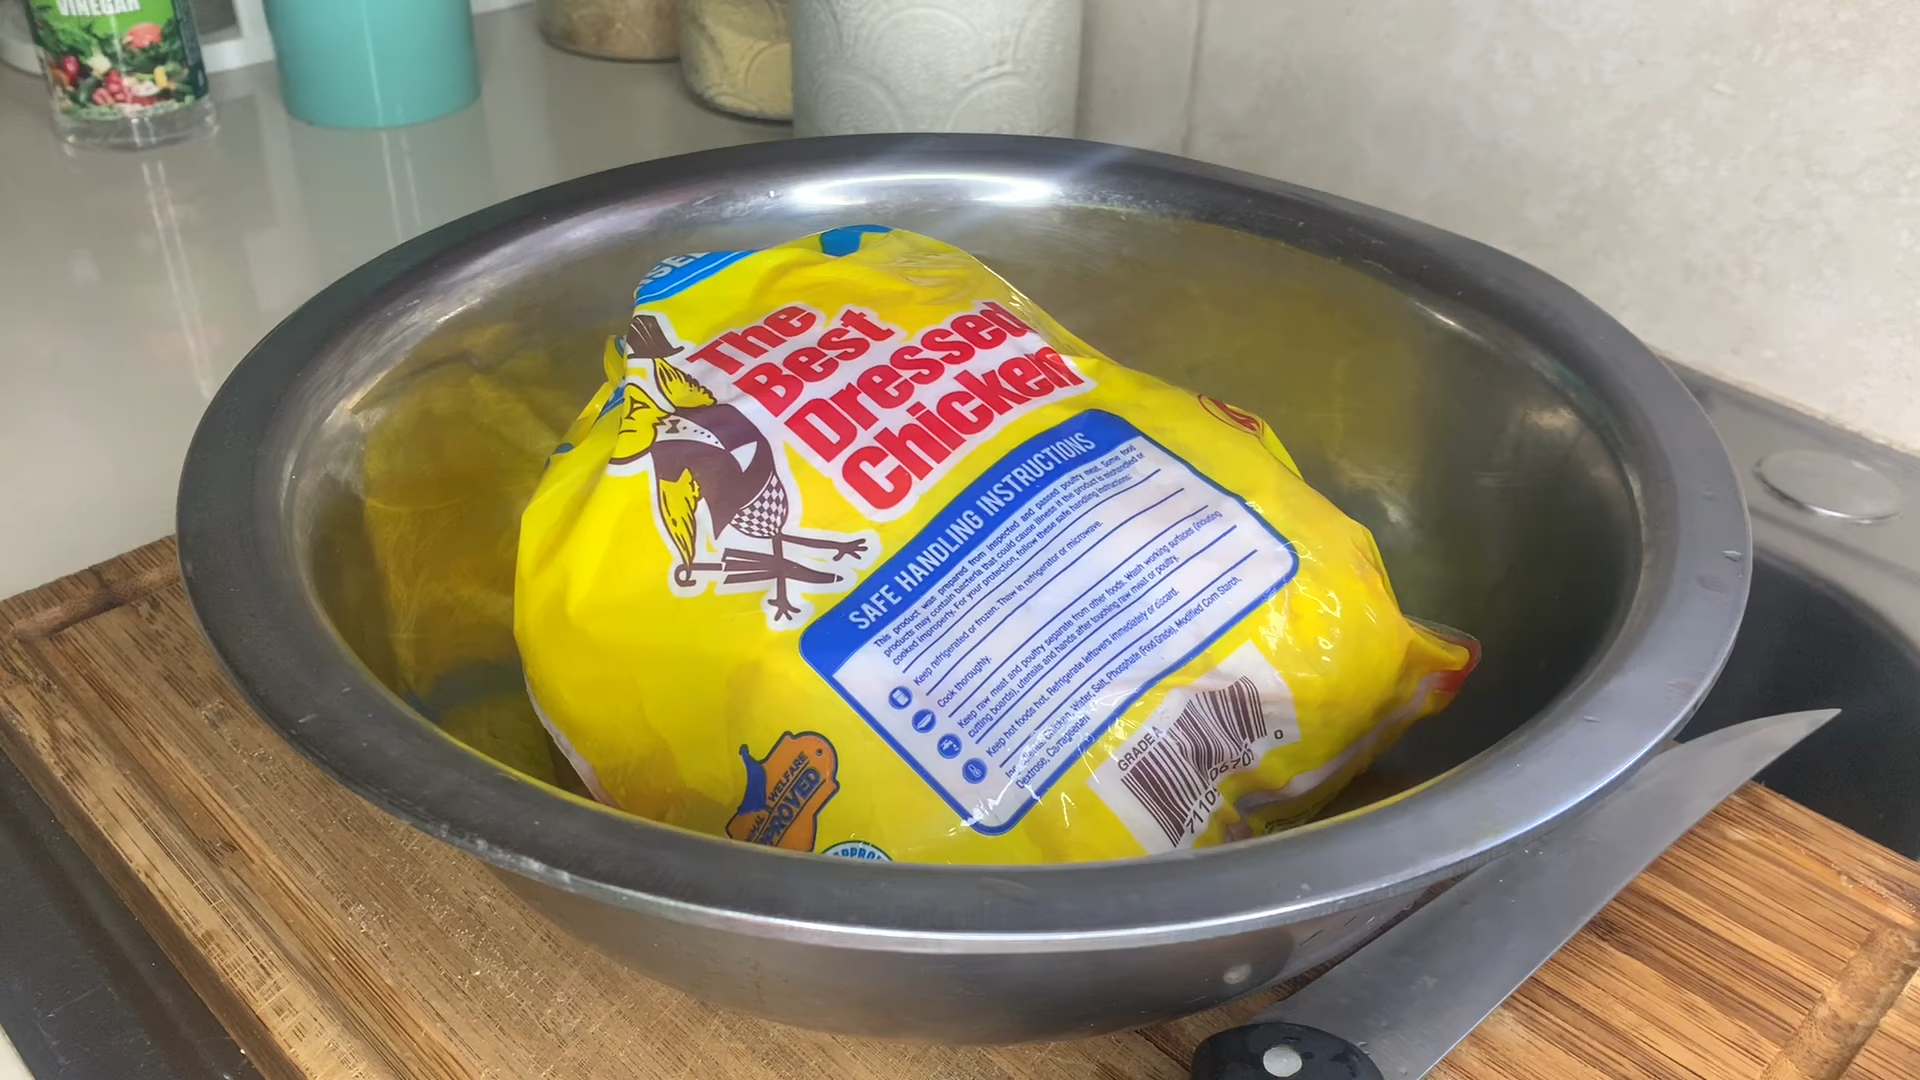 VINEGAR
The
Best
Dressed
Chicken
SAFE HANDLING INSTRUCTIONS
This product was prepared from inspected and passed poultry meat. Some food
products may contain bacteria that could cause illness if the product is mishandled or
cooked improperly. For your protection, follow these safe handling instructions:
Keep refrigerated or frozen. Thaw in refrigerator or microwave.
Cook thoroughly.
Keep raw meat and poultry separate from other foods. Wash working surfaces
cutting boards), utensils and hands after touching raw meat or poultry.
Keep hot foods hot. Refrigerate leftovers immediately or discard.
Chicken, Water, Salt, Phosphate (Food Grade), Modified Corn Starch,
Dextrose, Carrageenan
GRADE A
0
WELFARE